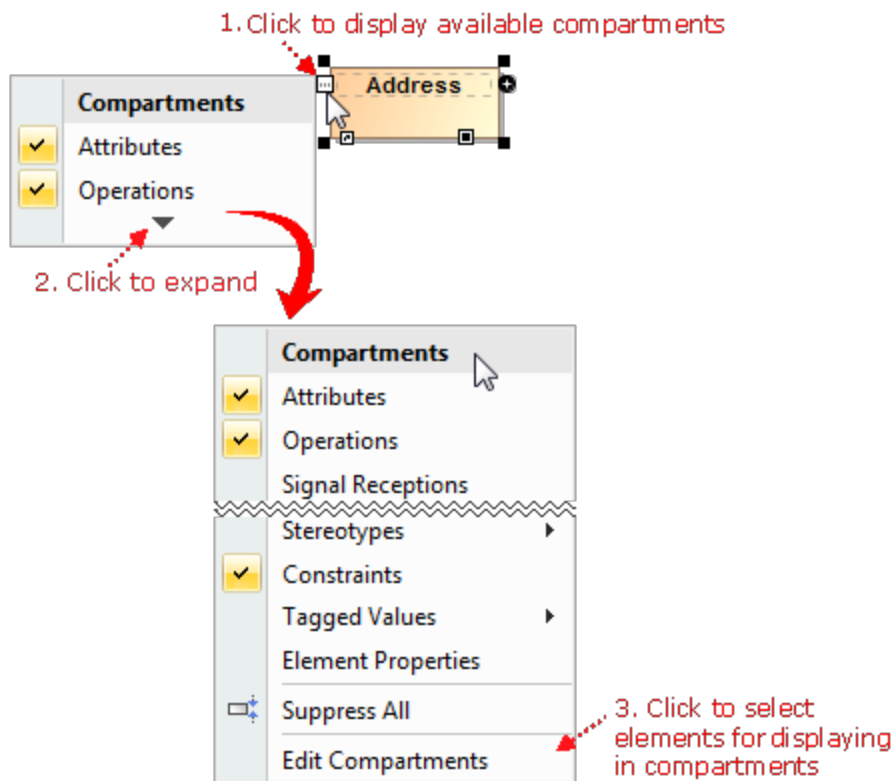 1. Click to display available compartments
Address
Compartments
Attributes
Operations
2. Click to expand
Compartments
Attributes
Operations
Signal Receptions
Stereotypes
Constraints
Tagged Values
Element Properties
Suppress All
Edit Compartments
3. Click to select
elements for displaying
in compartments